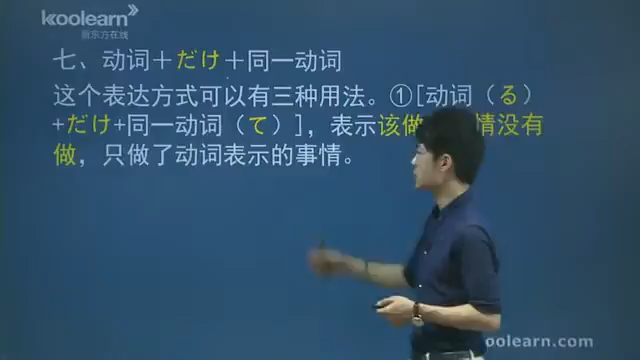 koolearn
新东方在线
七、动词＋だけ＋同一动词
这个表达方式可以有三种用法。①[动词（る）
+だけ+同一动词（て）]，表示该做 情没有
做，只做了动词表示的事情。
oolearn.com